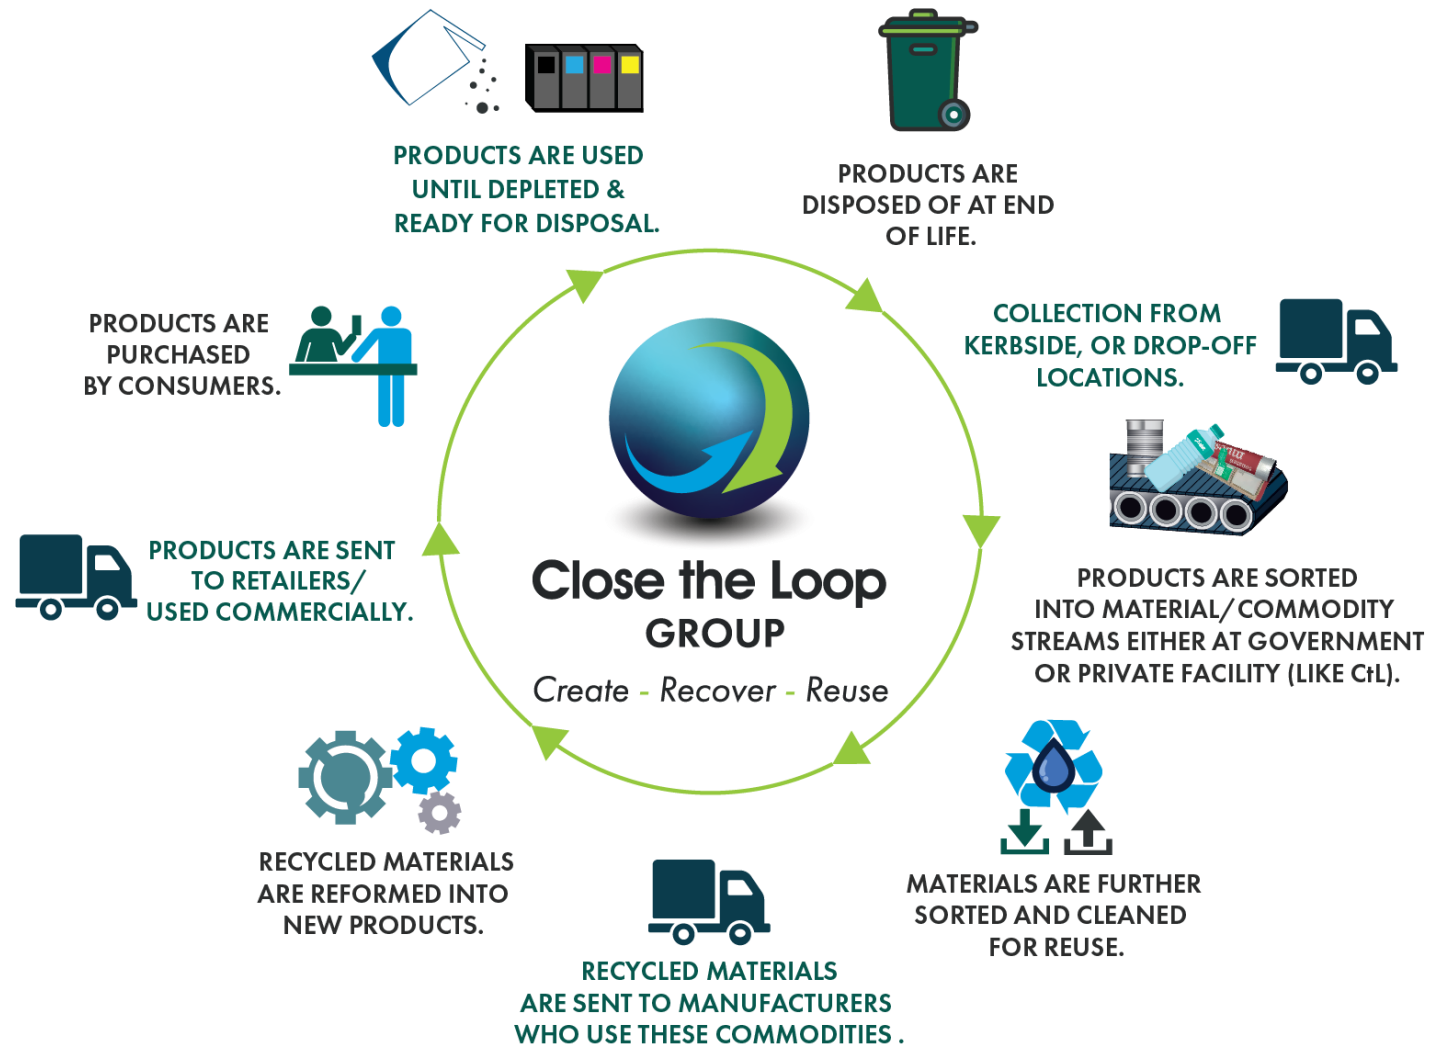 PRODUCTS ARE USED
UNTIL DEPLETED &
READY FOR DISPOSAL.
PRODUCTS ARE
DISPOSED OF AT END
OF LIFE.
COLLECTION FROM
KERBSIDE, OR DROP-OFF
LOCATIONS.
PRODUCTS ARE SORTED
INTO MATERIAL/COMMODITY
STREAMS EITHER AT GOVERNMENT
OR PRIVATE FACILITY (LIKE CtL).
MATERIALS ARE FURTHER
SORTED AND CLEANED
FOR REUSE.
RECYCLED MATERIALS
ARE SENT TO MANUFACTURERS
WHO USE THESE COMMODITIES .
RECYCLED MATERIALS
ARE REFORMED INTO
NEW PRODUCTS.
PRODUCTS ARE SENT
TO RETAILERS/
USED COMMERCIALLY.
PRODUCTS ARE
PURCHASED
BY CONSUMERS.
Close the Loop
GROUP
Create - Recover - Reuse